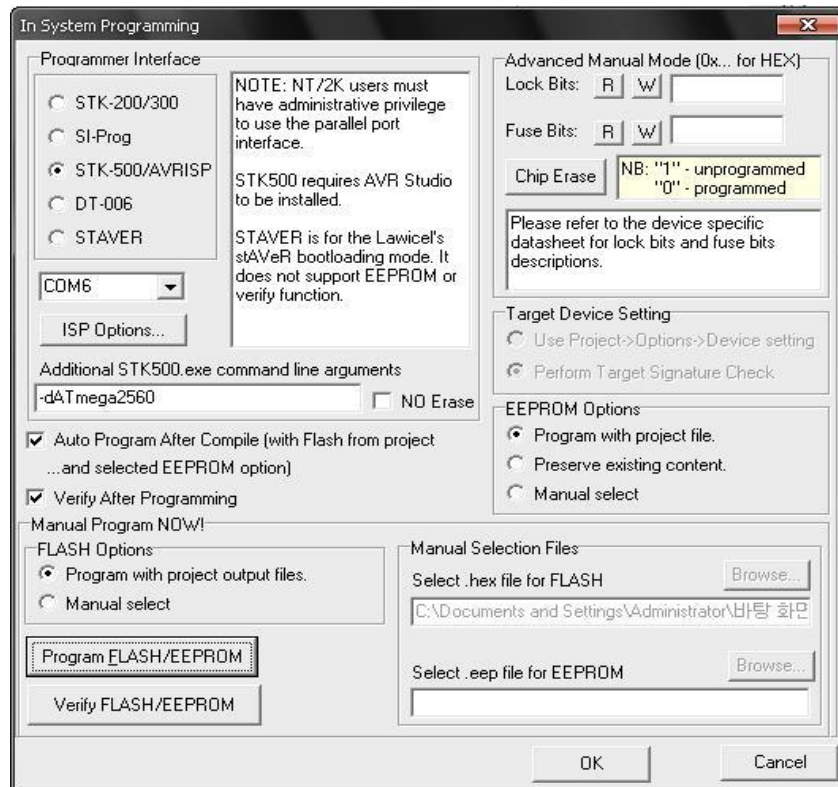 In System Programming
Programmer Interface
STK-200/300
SI-Prog
STK-500/AVRISP
DT-006
STAVER
NOTE: NT/2K users must
have administrative privilege
to use the parallel port
interface.
STK500 requires AVR Studio
to be installed.
STAVER is for the Lawicel's
stAVeR bootloading mode. It
does not support EEPROM or
verify function.
COM6
ISP Options...
Additional STK500.exe command line arguments
-dATmega2560
NO Erase
Auto Program After Compile (with Flash from project
...and selected EEPROM option)
Verify After Programming
Advanced Manual Mode (0x... for HEX)
Lock Bits: R W
Fuse Bits: R W
Chip Erase
NB: "1" - unprogrammed
"0" - programmed
Please refer to the device specific
datasheet for lock bits and fuse bits
descriptions.
Target Device Setting
Use Project->Options->Device setting
Perform Target Signature Check
EEPROM Options
Program with project file.
Preserve existing content.
Manual select
Manual Program NOW!
FLASH Options
Program with project output files.
Manual select
Program FLASH/EEPROM
Verify FLASH/EEPROM
Manual Selection Files
Select .hex file for FLASH
Browse...
C:\Documents and Settings\Administrator\바탕 화면
Select .eep file for EEPROM
Browse...
OK
Cancel